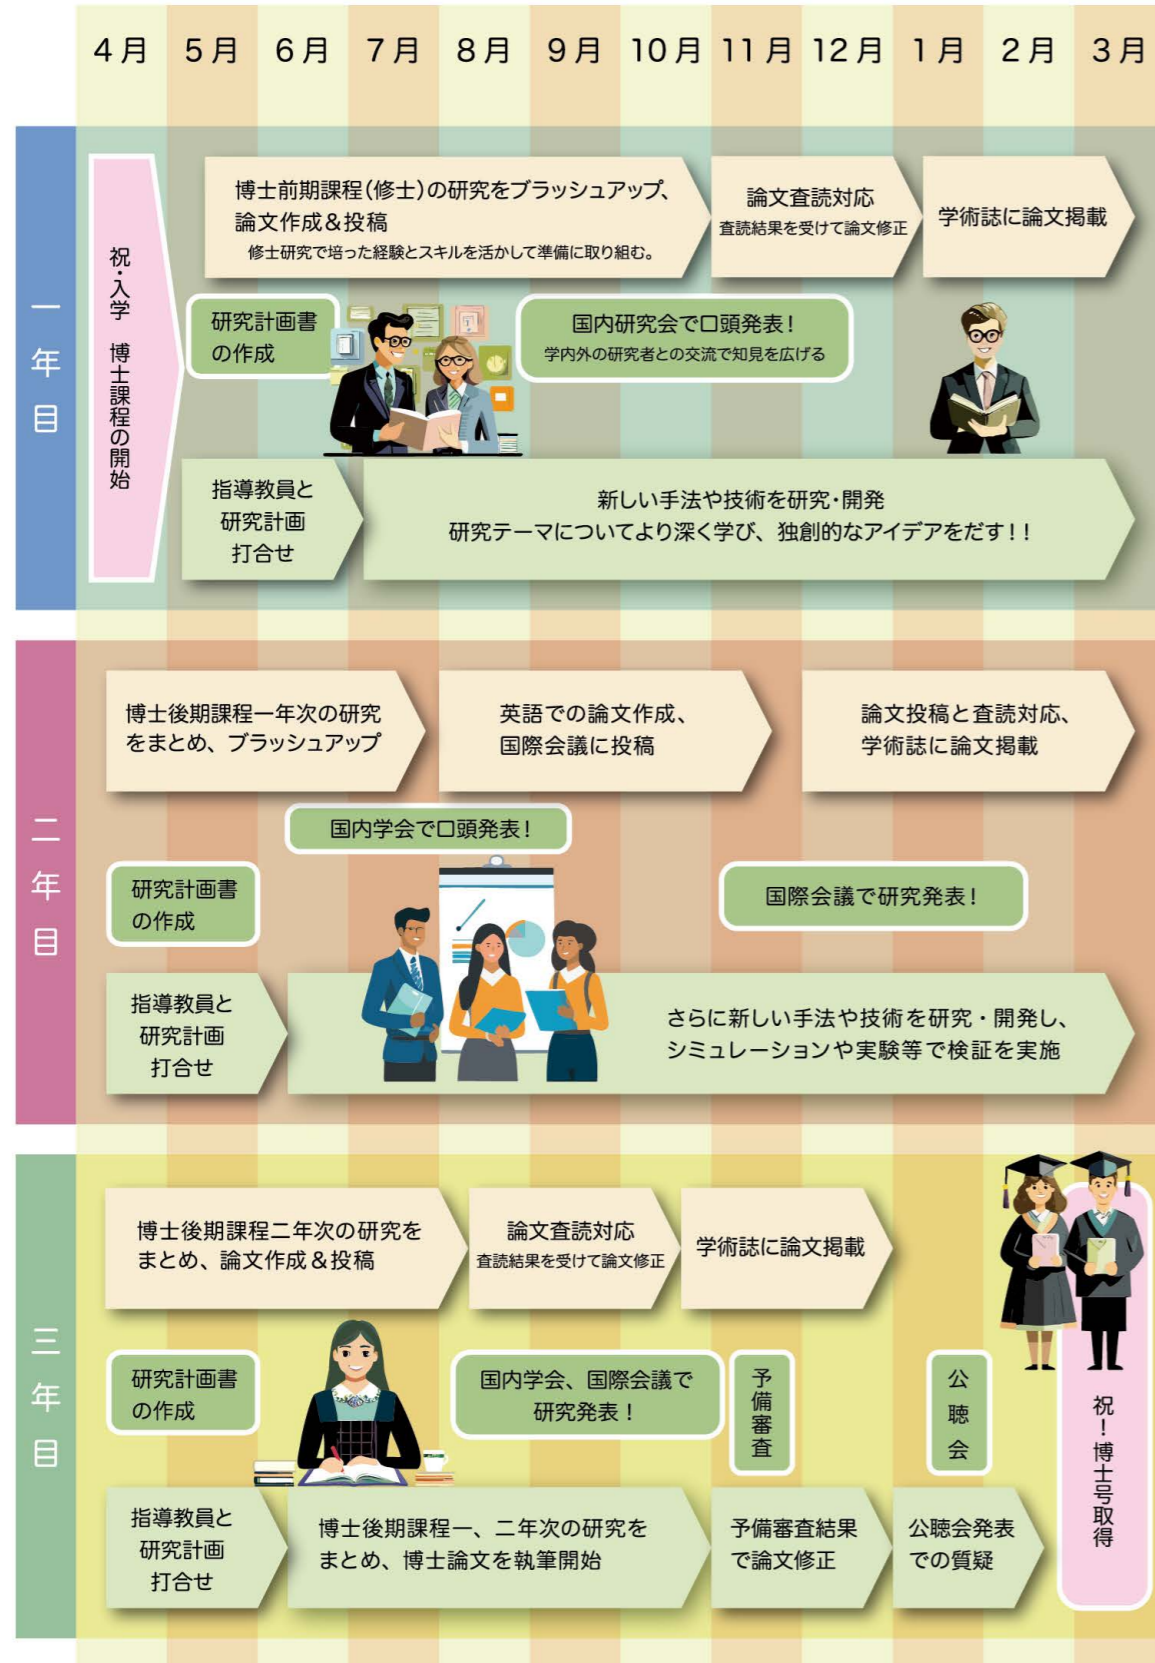 4月 5月 6月 7月 8月 9月 10月 11月 12月 1月 2月 3月
一年目
祝・入学　博士課程の開始
博士前期課程（修士）の研究をブラッシュアップ、
論文作成＆投稿
修士研究で培った経験とスキルを活かして準備に取り組む。
論文査読対応
査読結果を受けて論文修正
学術誌に論文掲載
研究計画書
の作成
国内研究会で口頭発表！
学内外の研究者との交流で知見を広げる
指導教員と
研究計画
打合せ
新しい手法や技術を研究・開発
研究テーマについてより深く学び、独創的なアイデアをだす！！
二年目
博士後期課程一年次の研究
をまとめ、ブラッシュアップ
英語での論文作成、
国際会議に投稿
論文投稿と査読対応、
学術誌に論文掲載
国内学会で口頭発表！
研究計画書
の作成
国際会議で研究発表！
指導教員と
研究計画
打合せ
さらに新しい手法や技術を研究・開発し、
シミュレーションや実験等で検証を実施
三年目
博士後期課程二年次の研究を
まとめ、論文作成＆投稿
論文査読対応
査読結果を受けて論文修正
学術誌に論文掲載
研究計画書
の作成
国内学会、国際会議で
研究発表！
予備審査
公聴会
祝！博士号取得
指導教員と
研究計画
打合せ
博士後期課程一、二年次の研究を
まとめ、博士論文を執筆開始
予備審査結果
で論文修正
公聴会発表
での質疑